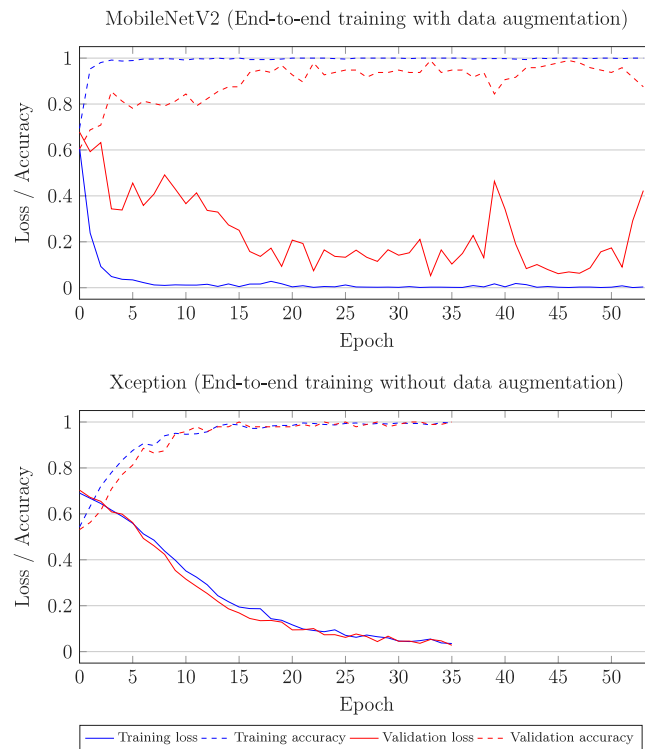 MobileNetV2 (End-to-end training with data augmentation)
1
0.8
0.6
0.4
0.2
0
Loss / Accuracy
0 5 10 15 20 25 30 35 40 45 50
Epoch
Xception (End-to-end training without data augmentation)
1
0.8
0.6
0.4
0.2
0
Loss / Accuracy
0 5 10 15 20 25 30 35 40 45 50
Epoch
Training loss Training accuracy Validation loss Validation accuracy